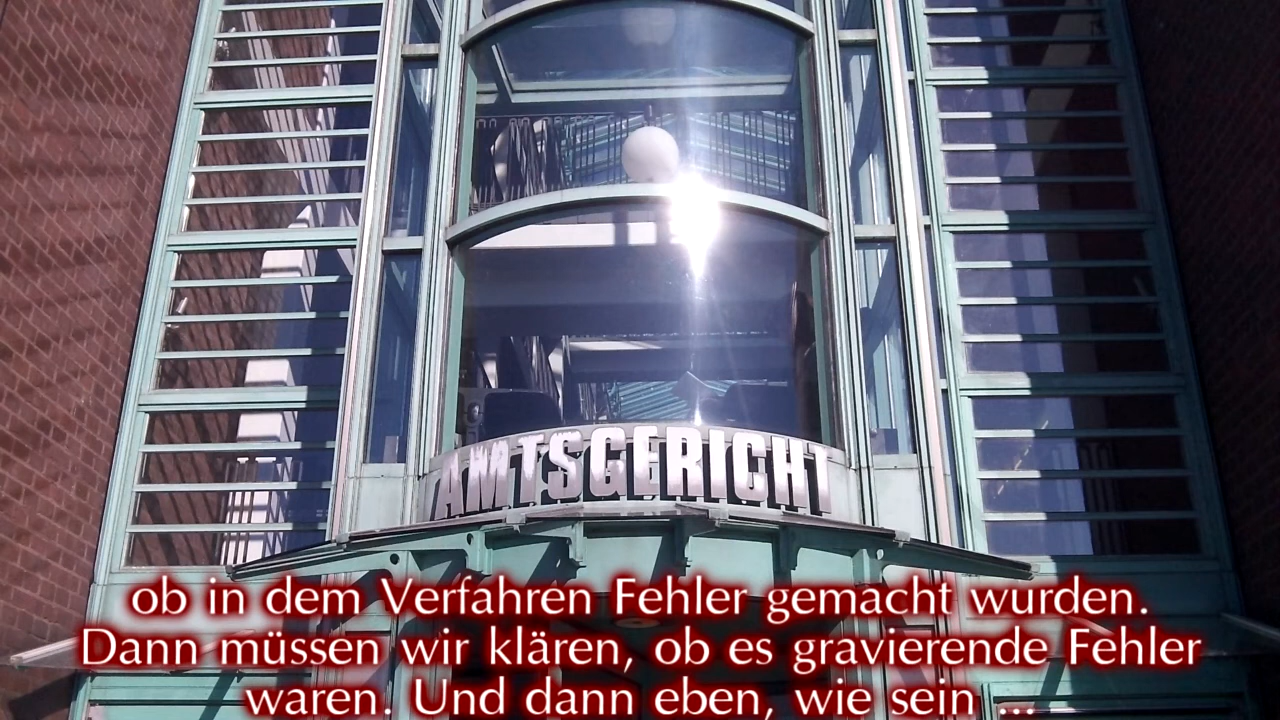 AMTSGERICHT
ob in dem Verfahren Fehler gemacht wurden.
Dann müssen wir klären, ob es gravierende Fehler
waren. Und dann eben, wie sein ...